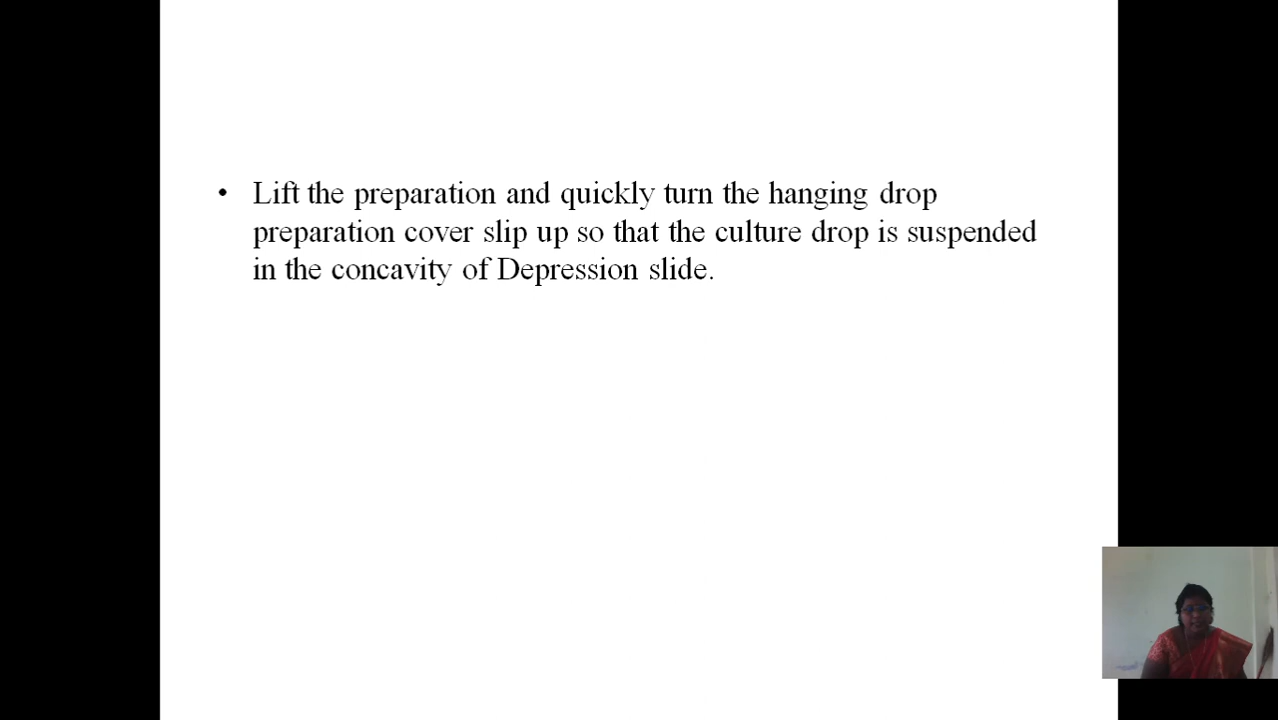 • Lift the preparation and quickly turn the hanging drop
preparation cover slip up so that the culture drop is suspended
in the concavity of Depression slide.